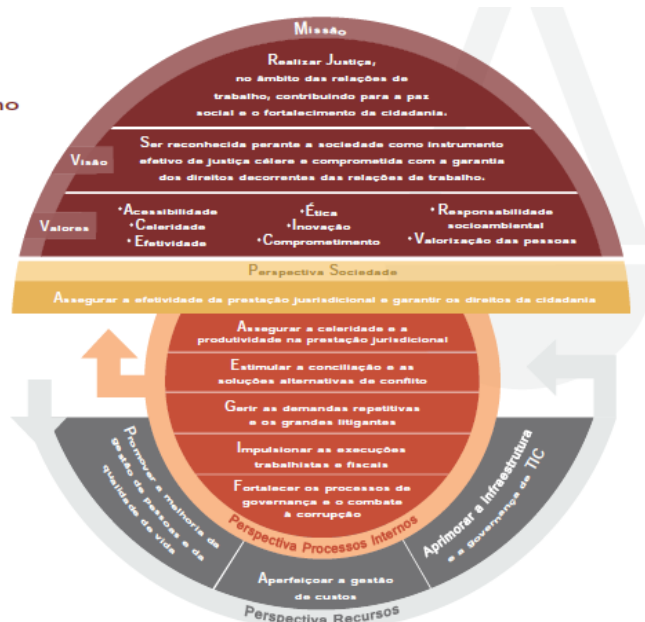 no
Missão
Realizar Justiça,
no âmbito das relações de
trabalho, contribuindo para a paz
social e o fortalecimento da cidadania.
Visão
Ser reconhecida perante a sociedade como instrumento
efetivo de justiça célere e comprometida com a garantia
dos direitos decorrentes das relações de trabalho.
Valores
•Acessibilidade
•Celeridade
•Efetividade
•Ética
•Inovação
•Comprometimento
•Responsabilidade
socioambiental
•Valorização das pessoas
Perspectiva Sociedade
Assegurar a efetividade da prestação jusrisdicional e garantir os direitos da cidadania
Assegurar a celeridade e a
produtividade na prestação jurisdicional
Estimular a conciliação e as
soluções alternativas de conflito
Gerir as demandas repetitivas
e os grandes litigantes
Impulsionar as execuções
trabalhistas e fiscais
Fortalecer os processos de
governança e o combate
à corrupção
Perspectiva Processos Internos
Promovar a melhoria da
gestão de pessoas e da
qualidade de vida
Aperfeiçoar a gestão
de custos
Aprimorar a infraestrutura
e a governança de TIC
Perspectiva Recursos